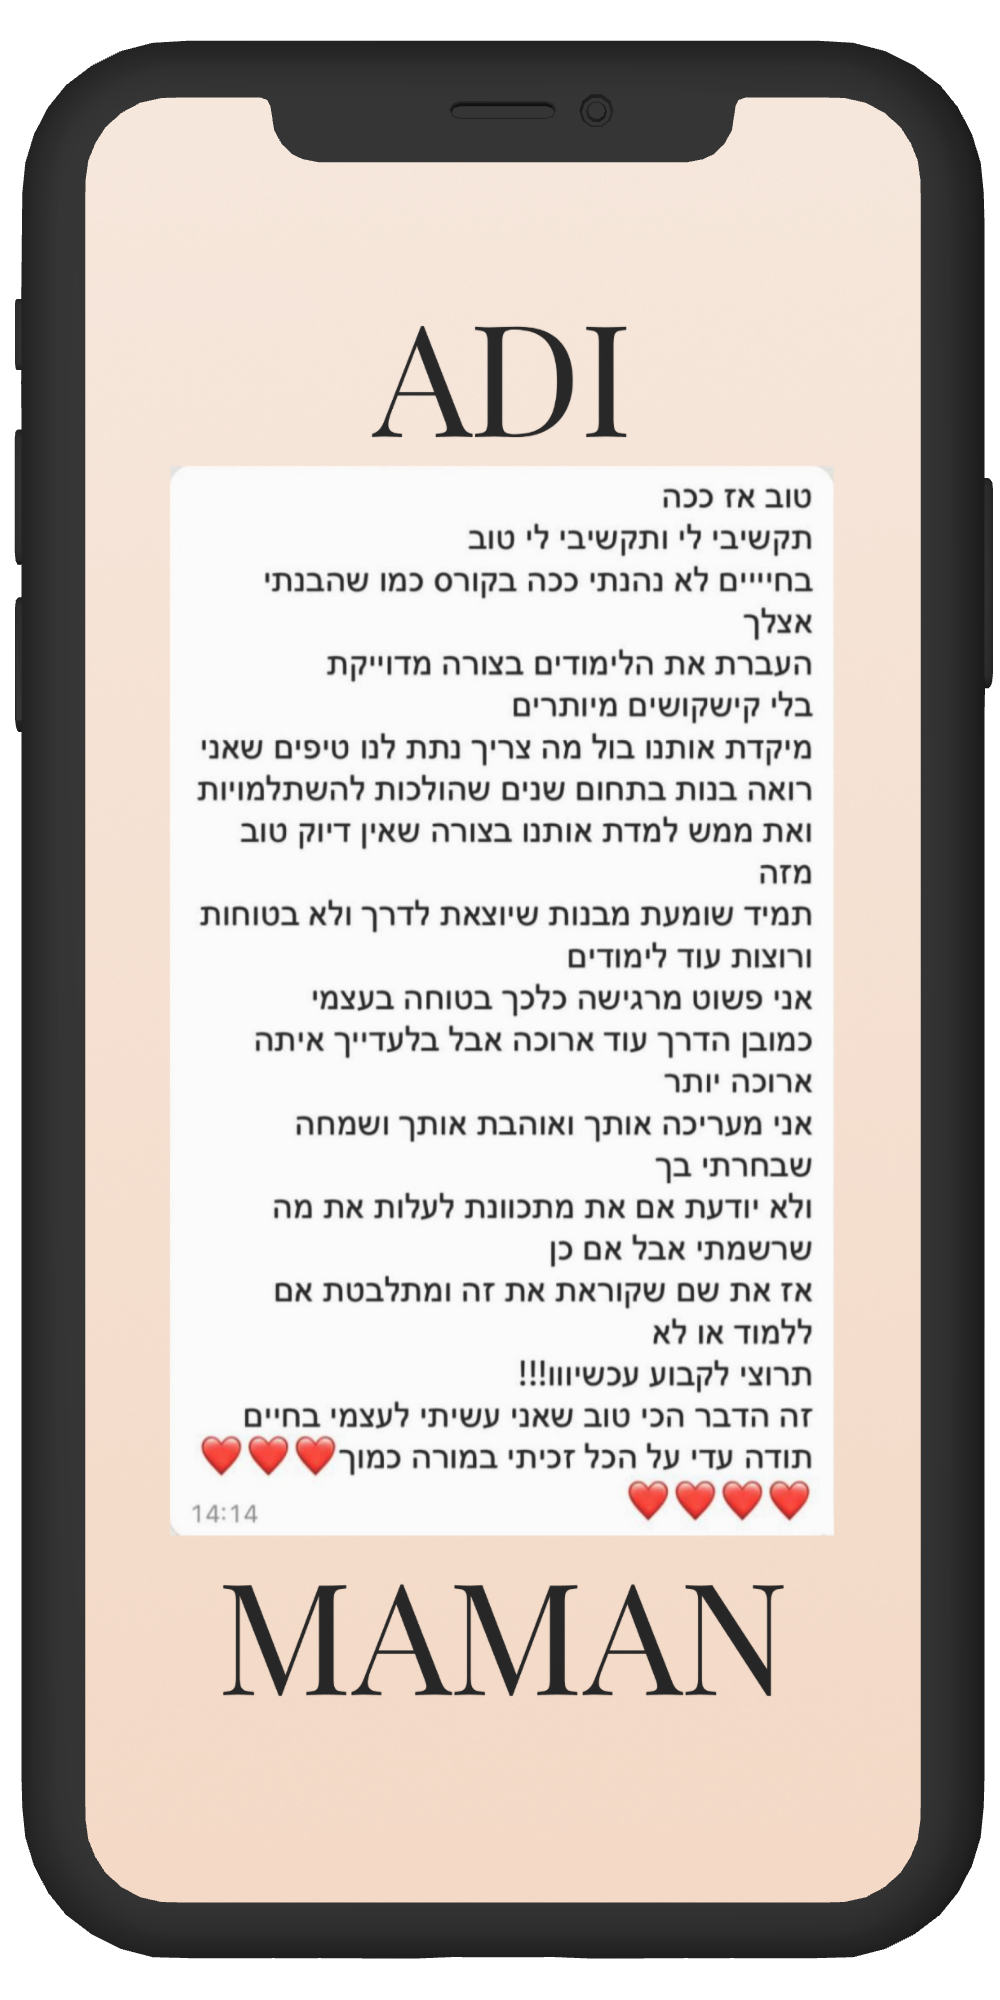 ADI
טוב אז ככה
תקשיבי לי ותקשיבי לי טוב
בחייייים לא נהנתי ככה בקורס כמו שהבנתי
אצלך
העברת את הלימודים בצורה מדוייקת
בלי קישקושים מיותרים
מיקדת אותנו בול מה צריך נתת לנו טיפים שאני
רואה בנות בתחום שנים שהולכות להשתלמויות
ואת ממש למדת אותנו בצורה שאין דיוק טוב
מזה
תמיד שומעת מבנות שיוצאת לדרך ולא בטוחות
ורוצות עוד לימודים
אני פשוט מרגישה כלכך בטוחה בעצמי
כמובן הדרך עוד ארוכה אבל בלעדייך איתה
ארוכה יותר
אני מעריכה אותך ואוהבת אותך ושמחה
שבחרתי בך
ולא יודעת אם את מתכוונת לעלות את מה
שרשמתי אבל אם כן
אז את שם שקוראת את זה ומתלבטת אם
ללמוד או לא
תרוצי לקבוע עכשיוווו!!!
זה הדבר הכי טוב שאני עשיתי לעצמי בחיים
תודה עדי על הכל זכיתי במורה כמוך❤️❤️❤️
❤️❤️❤️❤️
14:14
MAMAN